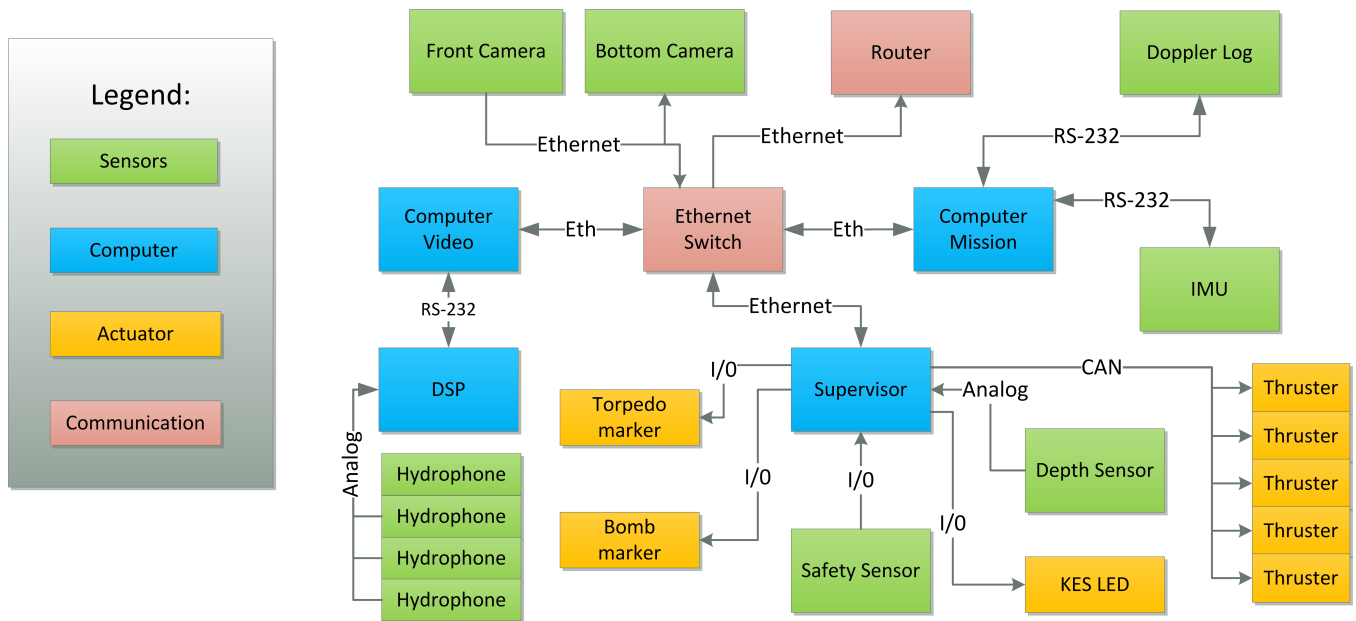 Legend:
Sensors
Computer
Actuator
Communication
Front Camera
Bottom Camera
Router
Doppler Log
Ethernet
Ethernet
RS-232
Computer
Video
Eth
Ethernet
Switch
Eth
Computer
Mission
RS-232
IMU
RS-232
Ethernet
DSP
I/0
Supervisor
CAN
Analog
Torpedo
marker
Analog
Hydrophone
Hydrophone
Hydrophone
Hydrophone
I/0
Bomb
marker
I/0
Safety Sensor
I/0
Depth Sensor
KES LED
Thruster
Thruster
Thruster
Thruster
Thruster